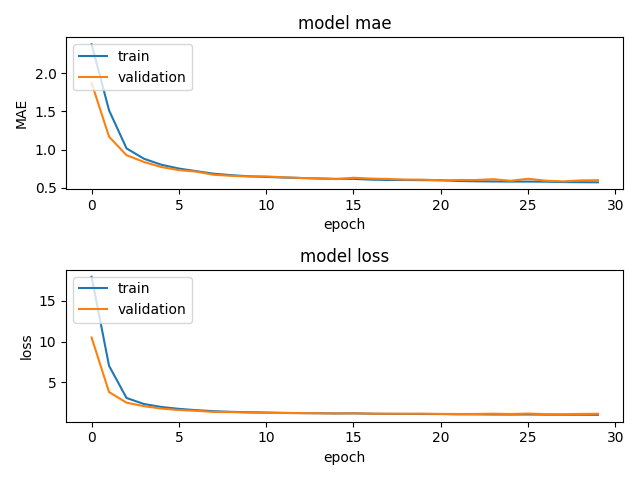 model mae
train
validation
2.0
1.5
1.0
0.5
MAE
0 5 10 15 20 25 30
epoch
model loss
train
validation
15
10
5
loss
0 5 10 15 20 25 30
epoch